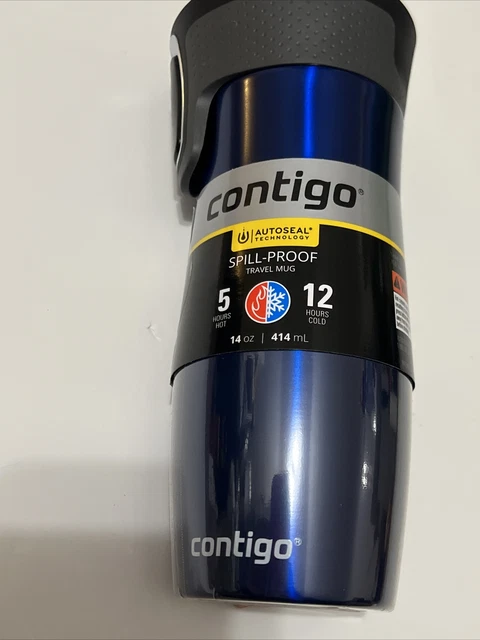 contigo®
AUTOSEAL®
TECHNOLOGY
SPILL-PROOF
TRAVEL MUG
5 12
HOURS HOURS
HOT COLD
14 oz | 414 mL
contigo®